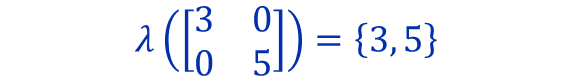 λ([3 0
0 5]) = {3, 5}